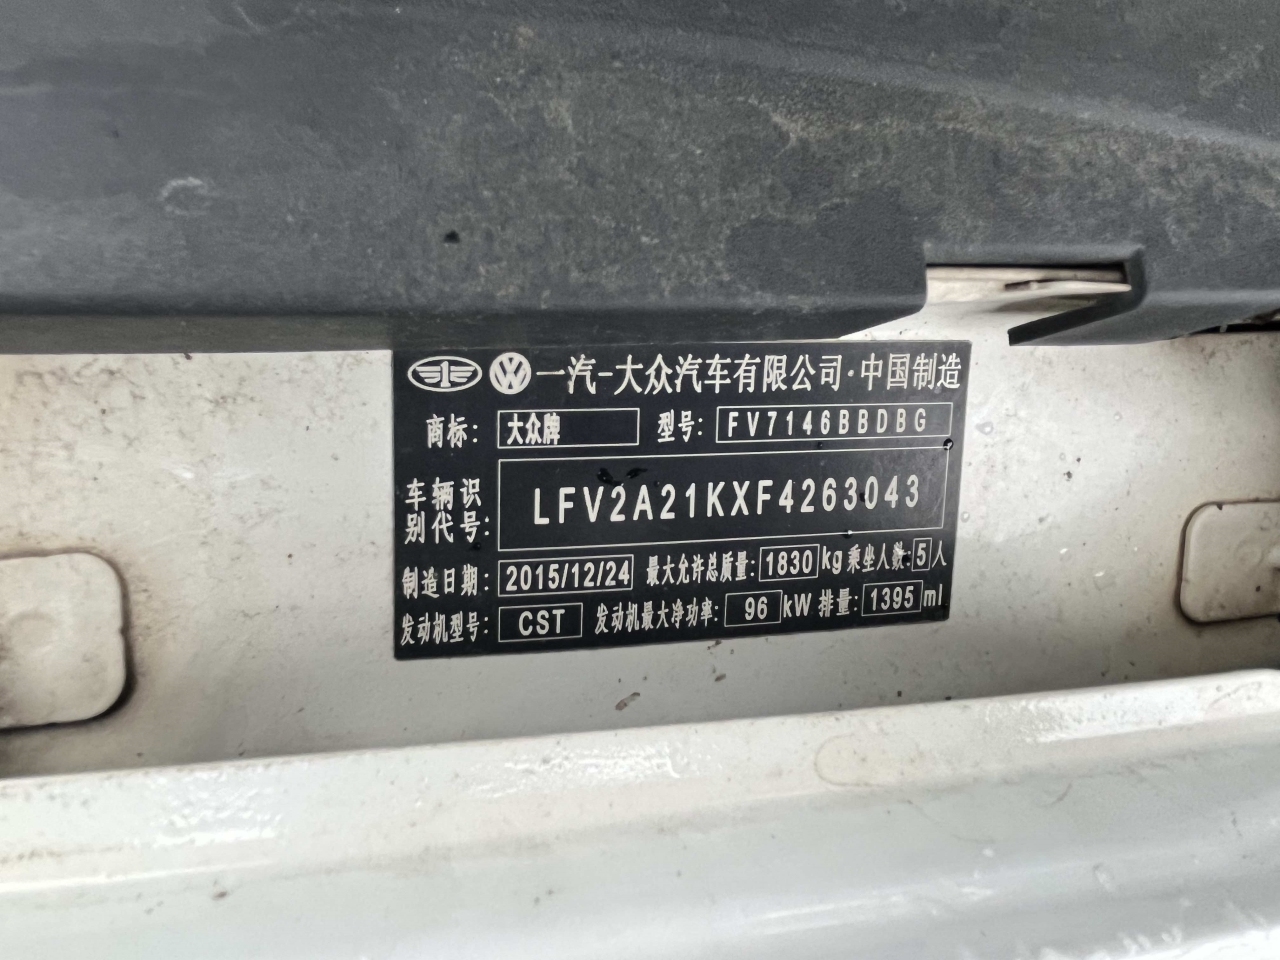 一汽-大众汽车有限公司·中国制造
商标: 大众牌 型号: FV7146BBDBG
车辆识别代号: LFV2A21KXF4263043
制造日期: 2015/12/24 最大允许总质量: 1830 kg 乘坐人数: 5 人
发动机型号: CST 发动机最大净功率: 96 kW 排量: 1395 ml